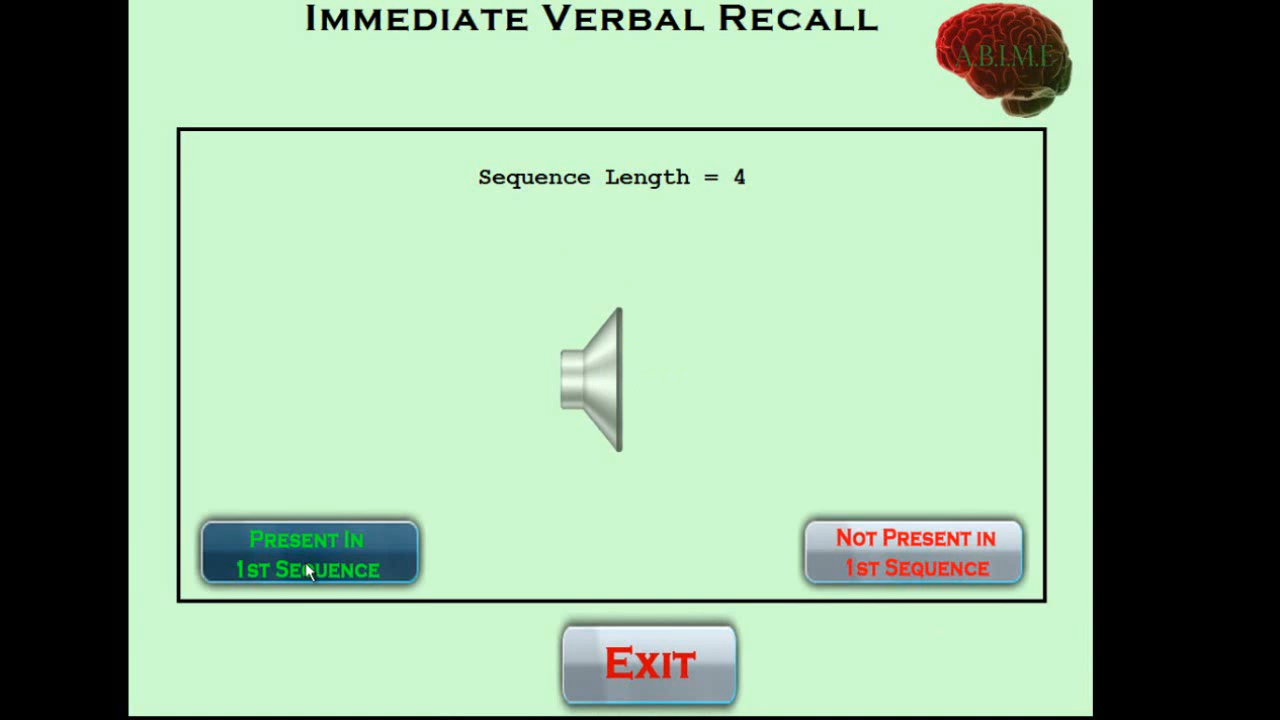 Immediate Verbal Recall
A.B.I.M.E
Sequence Length = 4
Present In
1st Sequence
Not Present in
1st Sequence
Exit